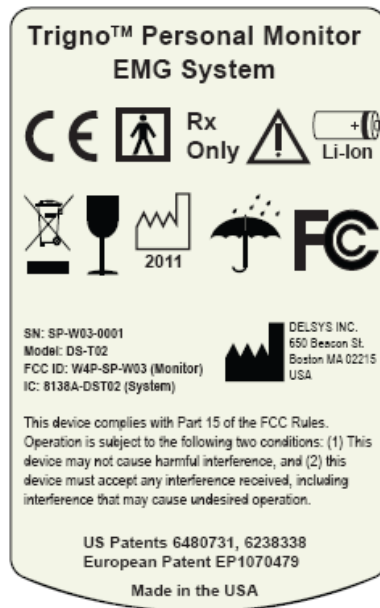 Trigno™ Personal Monitor
EMG System
CE
Rx
Only
Li-Ion
2011
FC
SN: SP-W03-0001
Model: DS-T02
FCC ID: W4P-SP-W03 (Monitor)
IC: 8138A-DST02 (System)
DELSYS INC.
650 Beacon St.
Boston MA 02215
USA
This device complies with Part 15 of the FCC Rules.
Operation is subject to the following two conditions: (1) This
device may not cause harmful interference, and (2) this
device must accept any interference received, including
interference that may cause undesired operation.
US Patents 6480731, 6238338
European Patent EP1070479
Made in the USA